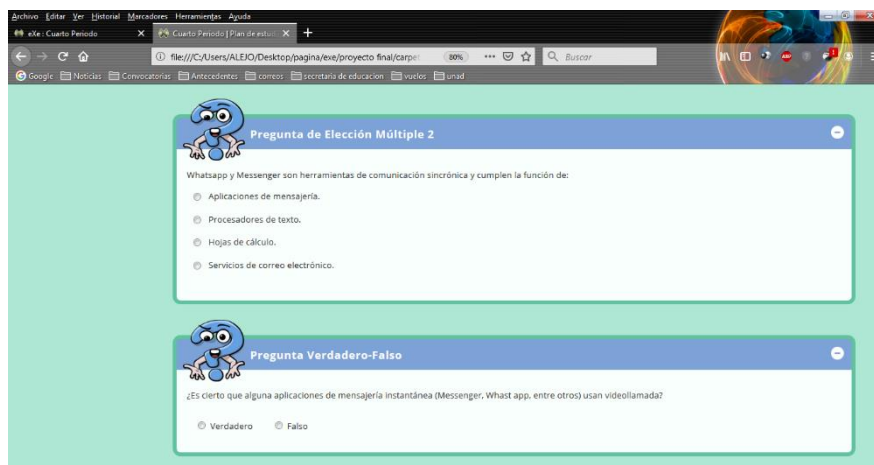 Archivo Editar Ver Historial Marcadores Herramientas Ayuda
eXe : Cuarto Periodo
Cuarto Periodo | Plan de estu
file:///C:/Users/ALEJO/Desktop/pagina/exe/proyecto final/carpet 80% Buscar
Google Noticias Convocatorias Antecedentes correos secretaria de educacion vuelos unad
Pregunta de Elección Múltiple 2
Whatsapp y Messenger son herramientas de comunicación sincrónica y cumplen la función de:
Aplicaciones de mensajería.
Procesadores de texto.
Hojas de cálculo.
Servicios de correo electrónico.
Pregunta Verdadero-Falso
¿Es cierto que alguna aplicaciones de mensajería instantánea (Messenger, Whast app, entre otros) usan videollamada?
Verdadero Falso